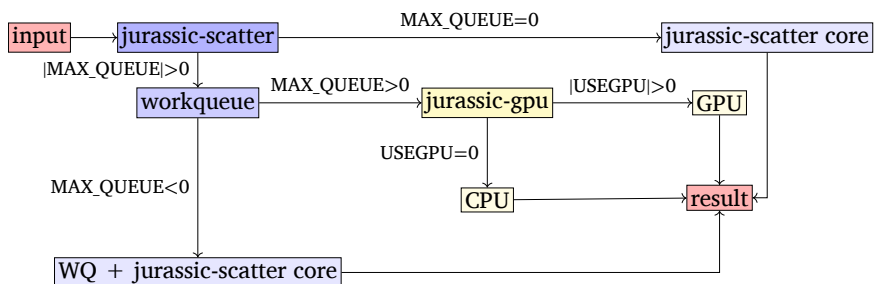 MAX_QUEUE=0
input
jurassic-scatter
jurassic-scatter core
|MAX_QUEUE|>0
MAX_QUEUE>0
|USEGPU|>0
workqueue
jurassic-gpu
GPU
USEGPU=0
MAX_QUEUE<0
CPU
result
WQ + jurassic-scatter core